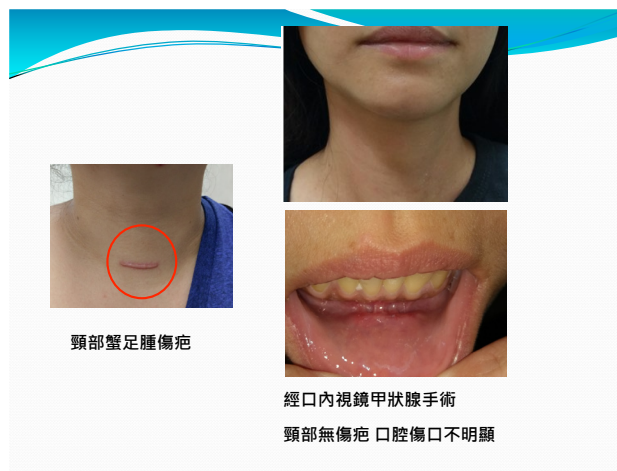 頸部蟹足腫傷疤
經口內視鏡甲狀腺手術
頸部無傷疤 口腔傷口不明顯